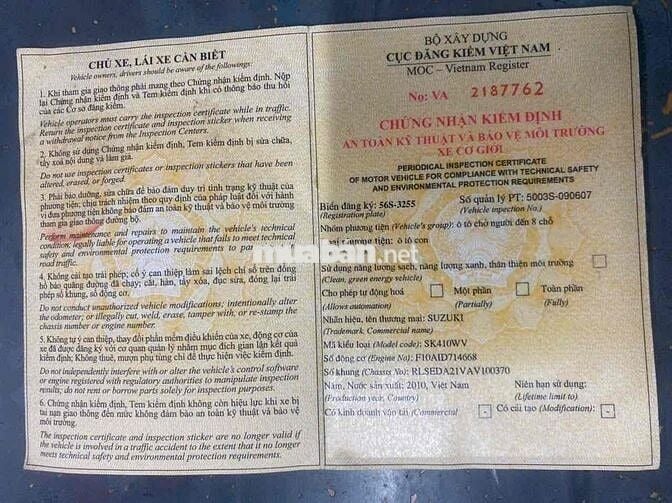 CHỦ XE, LÁI XE CẦN BIẾT
Vehicle owners, drivers should be aware of the followings:
1. Khi tham gia giao thông phải mang theo Chứng nhận kiểm định. Nộp
lại Chứng nhận kiểm định và Tem kiểm định khi có thông báo thu hồi
của các Cơ sở đăng kiểm.
Vehicle operators must carry the inspection certificate while in traffic.
Return the inspection certificate and inspection sticker when receiving
a withdrawal notice from the Inspection Centers.
2. Không sử dụng Chứng nhận kiểm định, Tem kiểm định bị sửa chữa,
tẩy xoá nội dung và làm giả.
Do not use inspection certificates or inspection stickers that have been
altered, erased, or forged.
3. Phải bảo dưỡng, sửa chữa để bảo đảm duy trì tình trạng kỹ thuật của
phương tiện; chịu trách nhiệm theo quy định của pháp luật đối với hành
vi đưa phương tiện không bảo đảm an toàn kỹ thuật và bảo vệ môi trường
tham gia giao thông đường bộ.
Perform maintenance and repairs to maintain the vehicle's technical
condition; legally liable for operating a vehicle that fails to meet technical
safety and environmental protection requirements to
road traffic.
4. Không cải tạo trái phép; cố ý can thiệp làm sai lệch chỉ số trên đồng
hồ báo quãng đường đã chạy; cắt, hàn, tẩy xóa, đục sửa, đóng lại trái
phép số khung, số động cơ.
Do not conduct unauthorized vehicle modifications; intentionally alter
the odometer; or illegally cut, weld, erase, tamper with, or re-stamp the
chassis number or engine number.
5. Không tự ý can thiệp, thay đổi phần mềm điều khiển của xe, động cơ của
xe đã được đăng ký với cơ quan quản lý nhằm mục đích gian lận kết quả
kiểm định; Không thuê, mượn phụ tùng chỉ để thực hiện việc kiểm định.
Do not independently interfere with or alter the vehicle's control software
or engine registered with regulatory authorities to manipulate inspection
results; do not rent or borrow parts solely for inspection purposes.
6. Chứng nhận kiểm định, Tem kiểm định không còn hiệu lực khi xe bị
tai nạn giao thông đến mức không đảm bảo an toàn kỹ thuật và bảo vệ
môi trường.
The inspection certificate and inspection sticker are no longer valid if
the vehicle is involved in a traffic accident to the extent that it no longer
meets technical safety and environmental protection requirements.
BỘ XÂY DỰNG
CỤC ĐĂNG KIỂM VIỆT NAM
MOC – Vietnam Register
No: VA 2187762
CHỨNG NHẬN KIỂM ĐỊNH
AN TOÀN KỸ THUẬT VÀ BẢO VỆ MÔI TRƯỜNG
XE CƠ GIỚI
PERIODICAL INSPECTION CERTIFICATE
OF MOTOR VEHICLE FOR COMPLIANCE WITH TECHNICAL SAFETY
AND ENVIRONMENTAL PROTECTION REQUIREMENTS
Biển đăng ký: 56S-3255 Số quản lý PT: 5003S-090607
(Registration plate) (Vehicle inpection No.)
Nhóm phương tiện (Vehicle's group): ô tô chở người đến 8 chỗ
tượng: ô tô con
Sử dụng năng lượng sạch, năng lượng xanh, thân thiện môi trường
(Clean, green energy vehicle)
Cho phép tự động hoá Một phần Toàn phần
(Allows automation) (Partially) (Fully)
Nhãn hiệu, tên thương mại: SUZUKI
(Trademark, Commercial name)
Mã kiểu loại (Model code): SK410WV
Số động cơ (Engine No): F10AID714668
Số khung (Chassis No): RLSEDA21VAV100370
Năm, Nước sản xuất: 2010, Việt Nam Niên hạn sử dụng:
(Production year, Country) (Lifetime limit to)
Có kinh doanh vận tải (Commercial - Có cải tạo (Modification): -
muaban.net